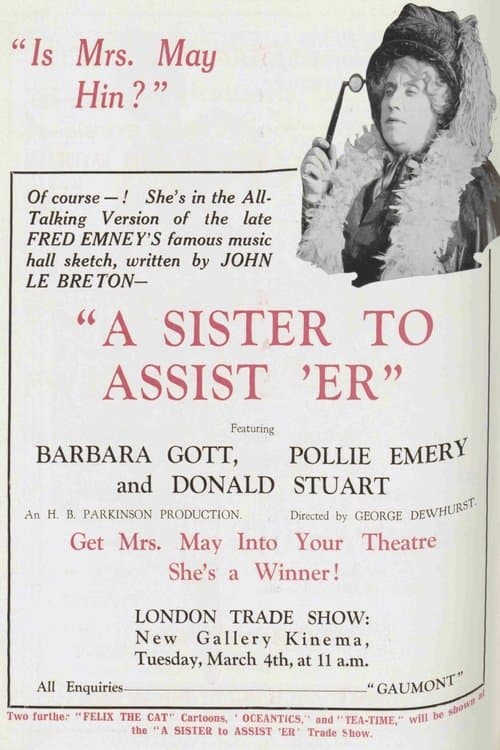 “Is Mrs. May
Hin?”
Of course—! She's in the All-
Talking Version of the late
FRED EMNEY'S famous music
hall sketch, written by JOHN
LE BRETON—
“A SISTER TO
ASSIST ’ER”
Featuring
BARBARA GOTT, POLLIE EMERY
and DONALD STUART
An H. B. PARKINSON PRODUCTION. Directed by GEORGE DEWHURST.
Get Mrs. May Into Your Theatre
She's a Winner!
LONDON TRADE SHOW:
New Gallery Kinema,
Tuesday, March 4th, at 11 a.m.
All Enquiries—“GAUMONT”
Two further "FELIX THE CAT" Cartoons, ' OCEANTICS," and "TEA-TIME," will be shown at
the "A SISTER to ASSIST 'ER' Trade Show.